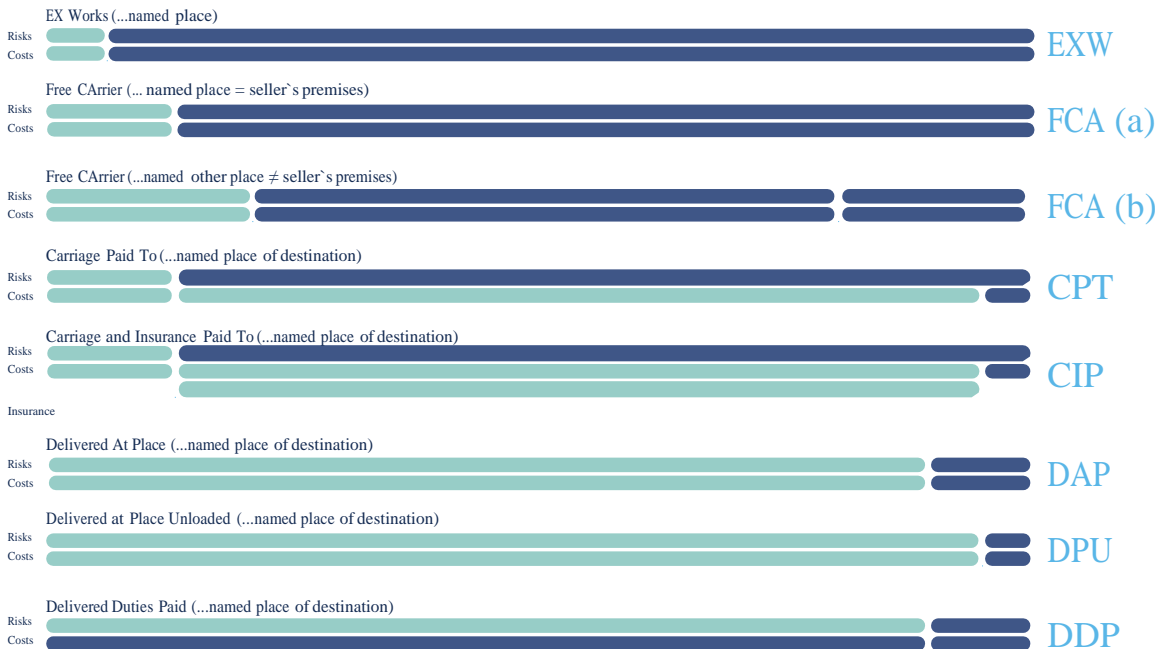 EX Works (...named place)
Risks
Costs
EXW
Free CArrier (... named place = seller`s premises)
Risks
Costs
FCA (a)
Free CArrier (...named other place ≠ seller`s premises)
Risks
Costs
FCA (b)
Carriage Paid To (...named place of destination)
Risks
Costs
CPT
Carriage and Insurance Paid To (...named place of destination)
Risks
Costs
CIP
Insurance
Delivered At Place (...named place of destination)
Risks
Costs
DAP
Delivered at Place Unloaded (...named place of destination)
Risks
Costs
DPU
Delivered Duties Paid (...named place of destination)
Risks
Costs
DDP